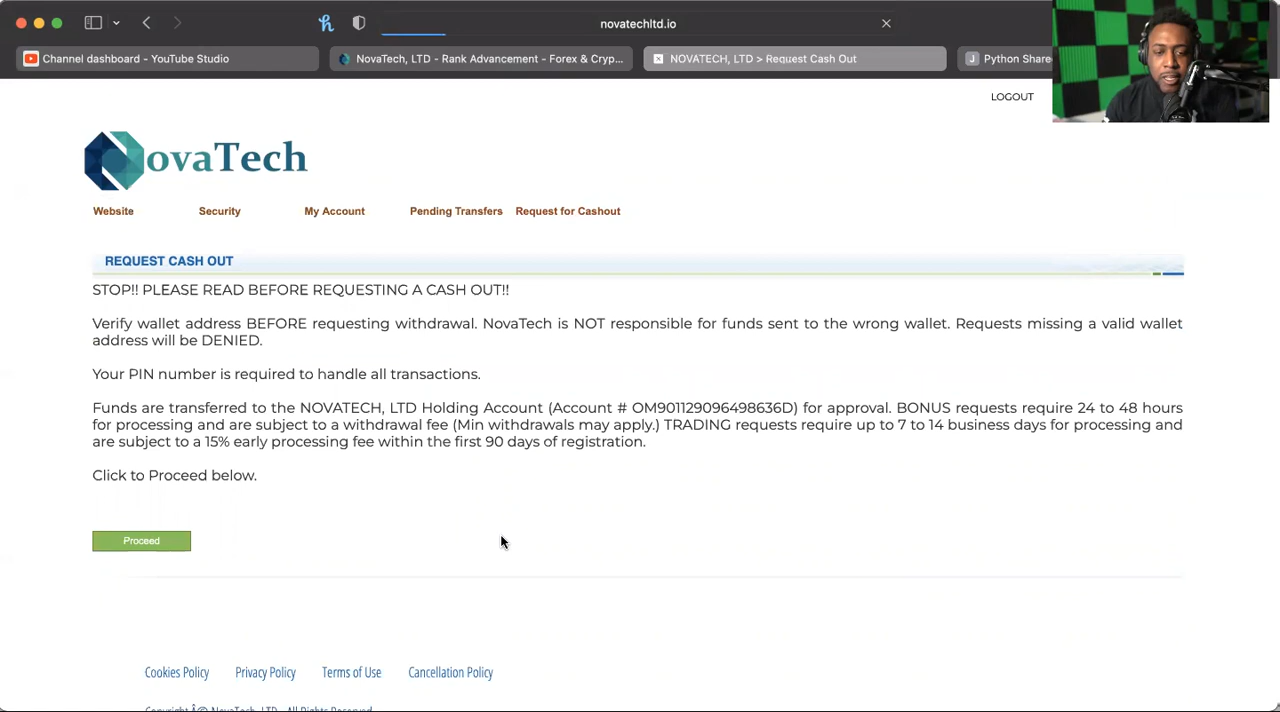 novatechltd.io
Channel dashboard - YouTube Studio
NovaTech, LTD - Rank Advancement - Forex & Cryp...
NOVATECH, LTD > Request Cash Out
J Python Share
LOGOUT
NovaTech
Website Security My Account Pending Transfers Request for Cashout
REQUEST CASH OUT
STOP!! PLEASE READ BEFORE REQUESTING A CASH OUT!!
Verify wallet address BEFORE requesting withdrawal. NovaTech is NOT responsible for funds sent to the wrong wallet. Requests missing a valid wallet
address will be DENIED.
Your PIN number is required to handle all transactions.
Funds are transferred to the NOVATECH, LTD Holding Account (Account # OM901129096498636D) for approval. BONUS requests require 24 to 48 hours
for processing and are subject to a withdrawal fee (Min withdrawals may apply.) TRADING requests require up to 7 to 14 business days for processing and
are subject to a 15% early processing fee within the first 90 days of registration.
Click to Proceed below.
Proceed
Cookies Policy Privacy Policy Terms of Use Cancellation Policy
Copyright Â© NovaTech, LTD - All Rights Reserved